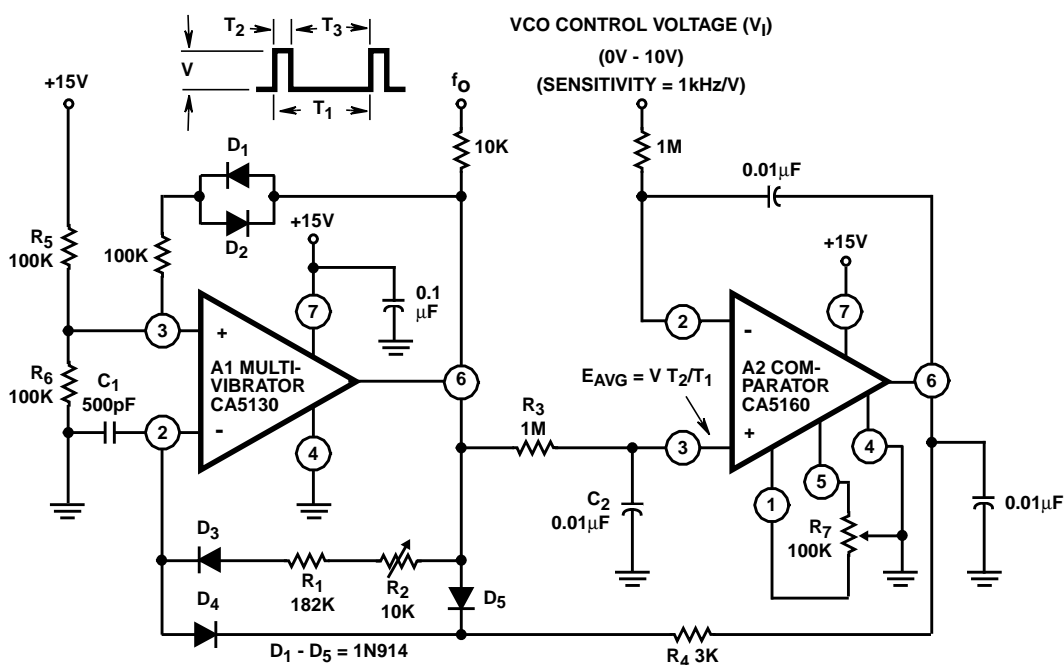 T2
T3
VCO CONTROL VOLTAGE (VI)
(0V - 10V)
(SENSITIVITY = 1kHz/V)
V
+15V
fO
T1
D1
10K
1M
0.01μF
D2
+15V
R5
100K
100K
+15V
0.1
μF
7
7
3
+
2
-
R6
100K
C1
500pF
A1 MULTI-
VIBRATOR
CA5130
6
EAVG = V T2/T1
A2 COM-
PARATOR
CA5160
6
R3
1M
2
-
4
3
+
4
5
1
C2
0.01μF
R7
100K
0.01μF
D3
R1
182K
R2
10K
D5
D4
D1 - D5 = 1N914
R4 3K